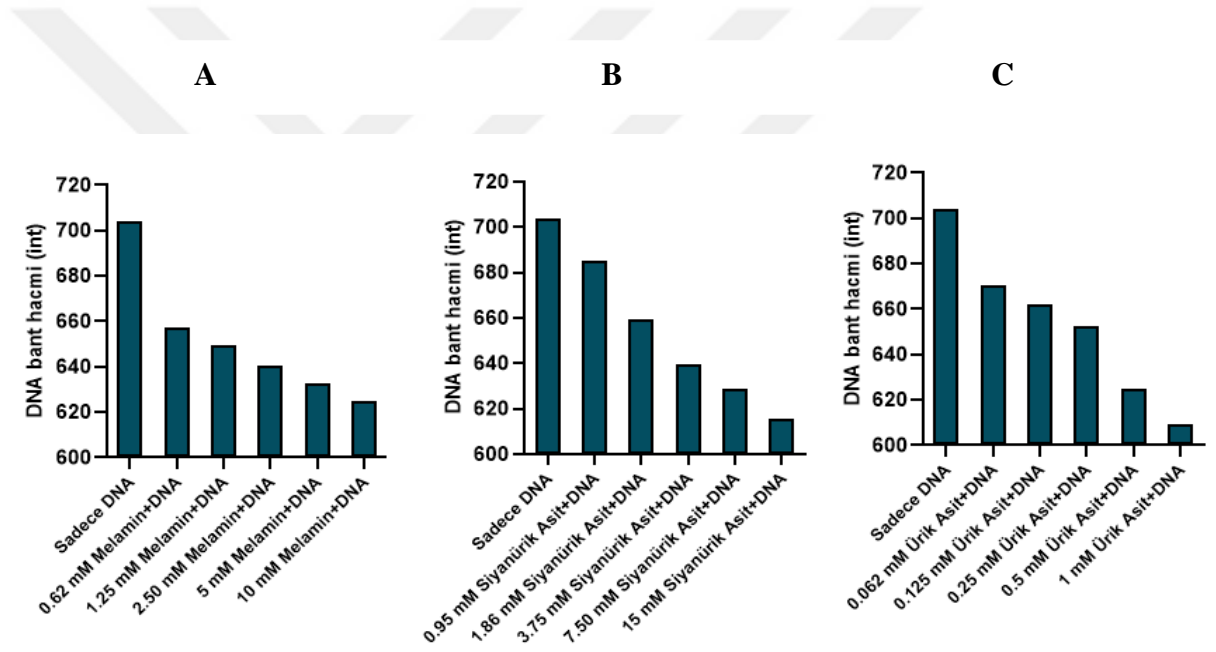 A
B
C
DNA bant hacmi (int)
720
700
680
660
640
620
600
Sadece DNA
0.62 mM Melamin+DNA
1.25 mM Melamin+DNA
2.50 mM Melamin+DNA
5 mM Melamin+DNA
10 mM Melamin+DNA
DNA bant hacmi (int)
720
700
680
660
640
620
600
Sadece DNA
0.95 mM Siyanürik Asit+DNA
1.86 mM Siyanürik Asit+DNA
3.75 mM Siyanürik Asit+DNA
7.50 mM Siyanürik Asit+DNA
15 mM Siyanürik Asit+DNA
DNA bant hacmi (int)
720
700
680
660
640
620
600
Sadece DNA
0.062 mM Ürik Asit+DNA
0.125 mM Ürik Asit+DNA
0.25 mM Ürik Asit+DNA
0.5 mM Ürik Asit+DNA
1 mM Ürik Asit+DNA